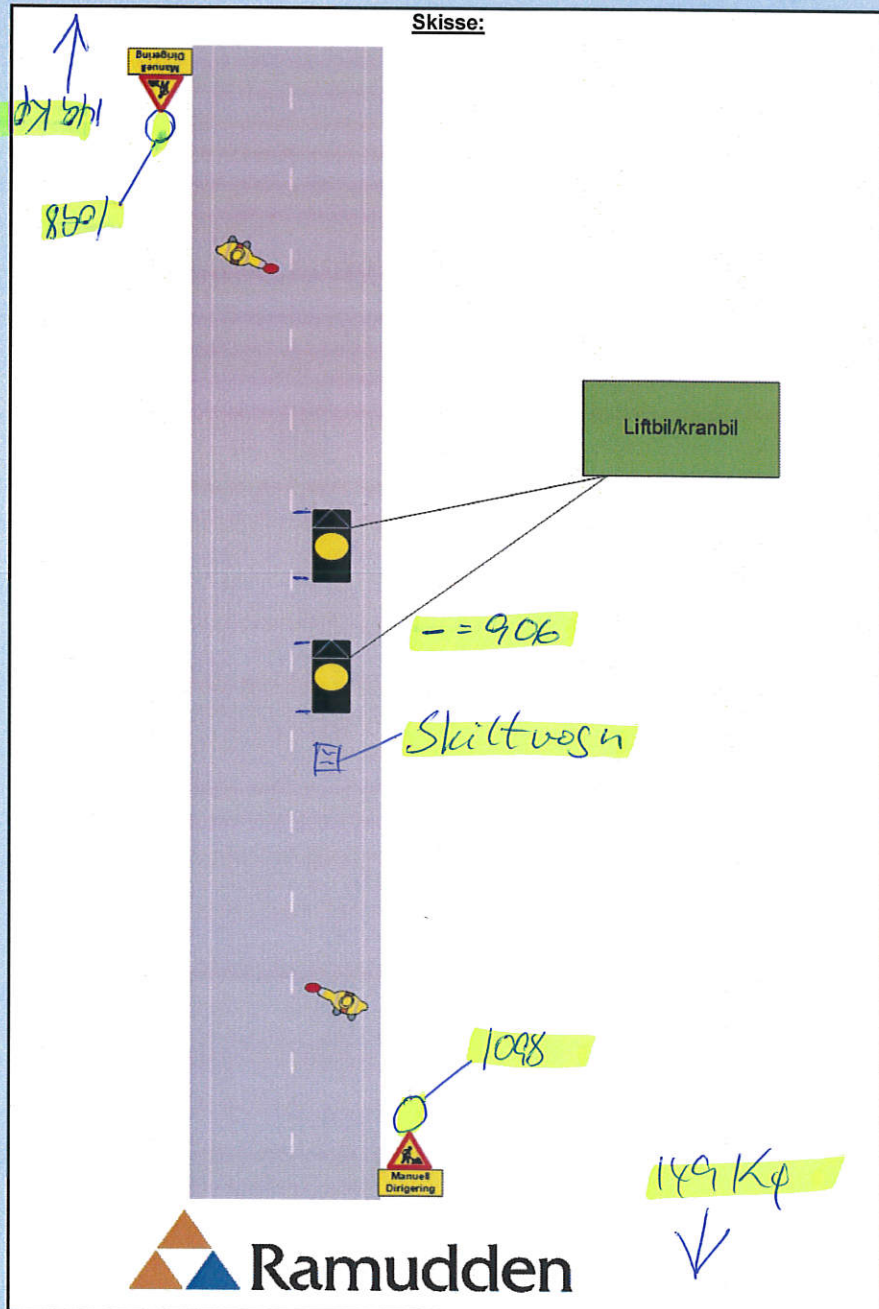 Skisse:
Manuell
Dirigering
149 Kø
1098
Liftbil/kranbil
- = 906
Skiltvogn
1098
Manuell
Dirigering
149 Kø
Ramudden